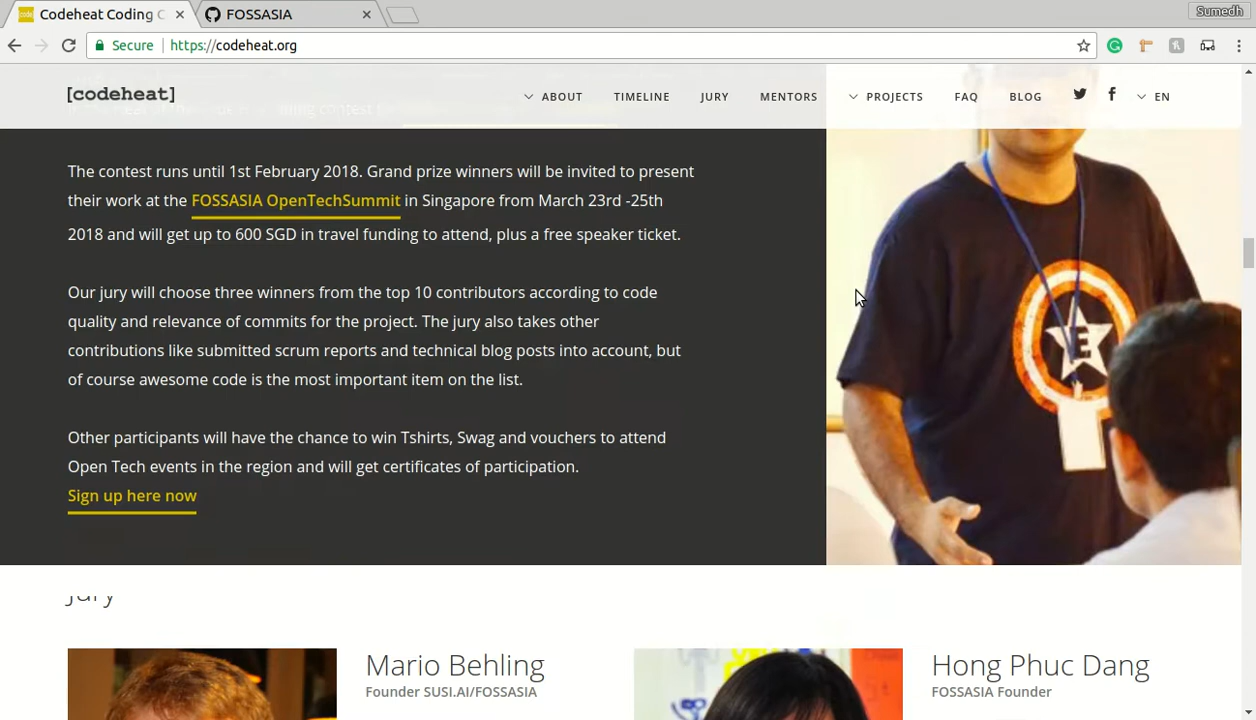 Codeheat Coding C
FOSSASIA
Sumedh
Secure
https://codeheat.org
[codeheat]
ABOUT
TIMELINE
JURY
MENTORS
PROJECTS
FAQ
BLOG
EN
The contest runs until 1st February 2018. Grand prize winners will be invited to present
their work at the FOSSASIA OpenTechSummit in Singapore from March 23rd -25th
2018 and will get up to 600 SGD in travel funding to attend, plus a free speaker ticket.
Our jury will choose three winners from the top 10 contributors according to code
quality and relevance of commits for the project. The jury also takes other
contributions like submitted scrum reports and technical blog posts into account, but
of course awesome code is the most important item on the list.
Other participants will have the chance to win Tshirts, Swag and vouchers to attend
Open Tech events in the region and will get certificates of participation.
Sign up here now
Jury
Mario Behling
Founder SUSI.AI/FOSSASIA
Hong Phuc Dang
FOSSASIA Founder
E